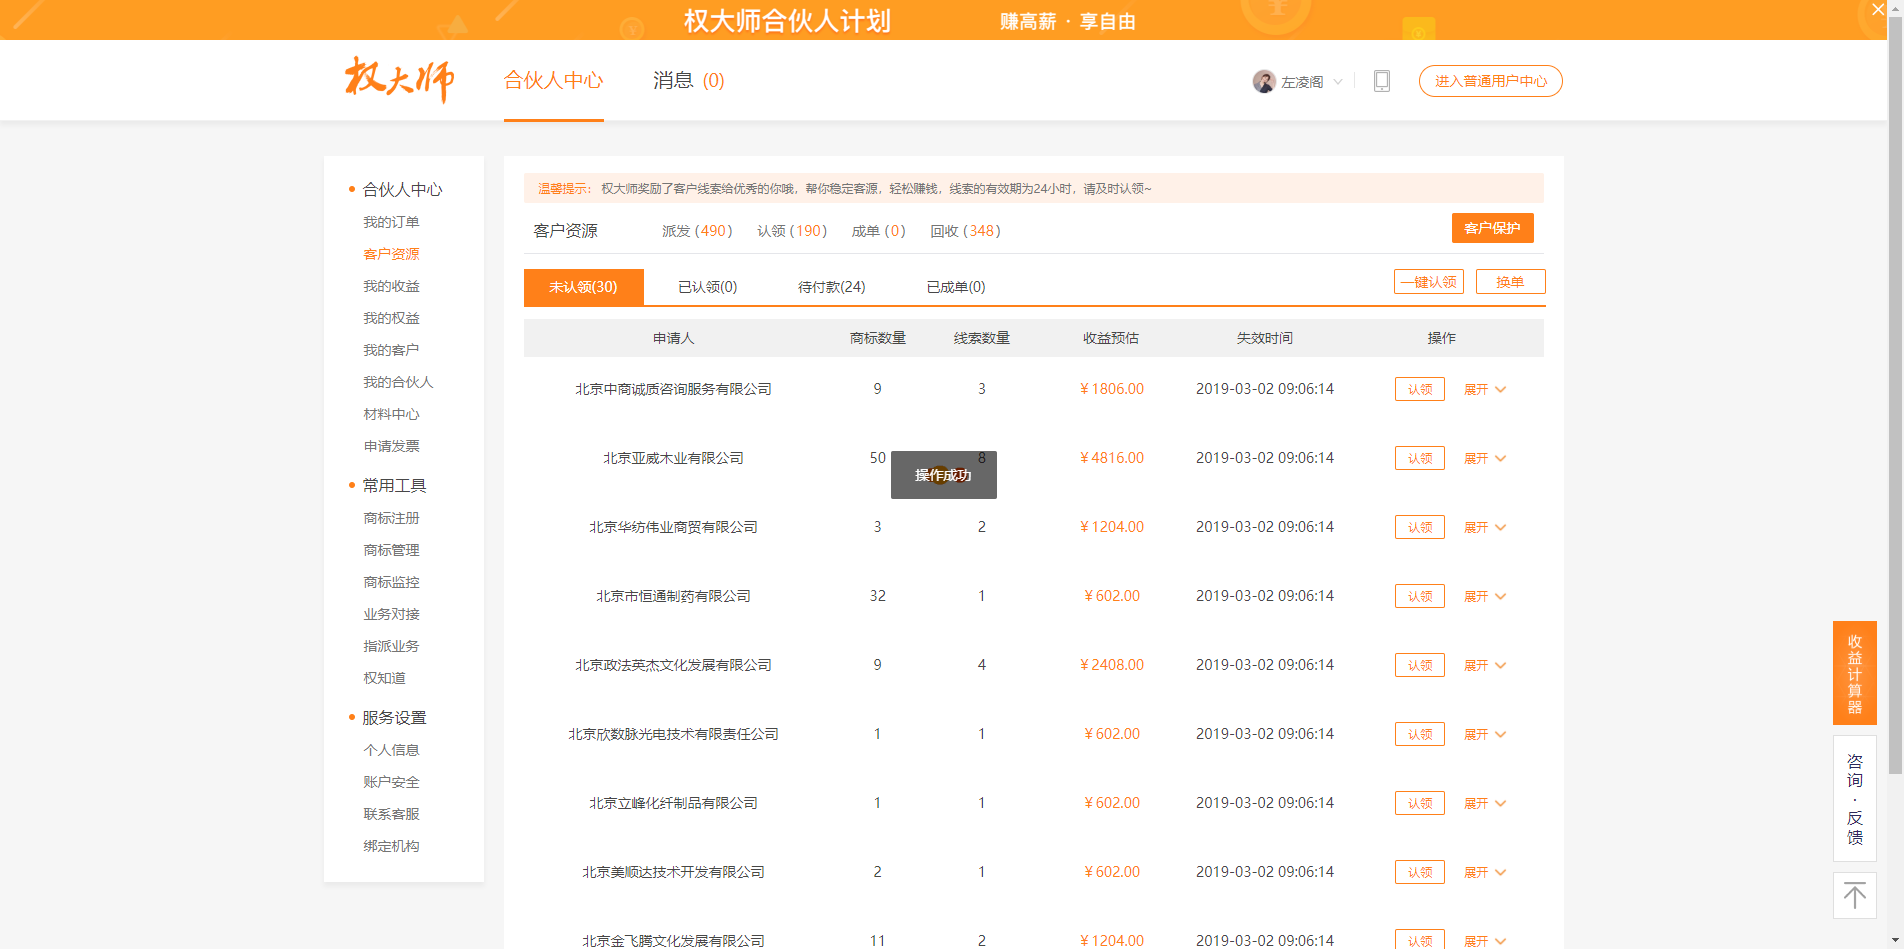 权大师合伙人计划 赚高薪 · 享自由
权大师 合伙人中心 消息 (0) 左凌阁 进入普通用户中心
合伙人中心
我的订单
客户资源
我的收益
我的权益
我的客户
我的合伙人
材料中心
申请发票
常用工具
商标注册
商标管理
商标监控
业务对接
指派业务
权知道
服务设置
个人信息
账户安全
联系客服
绑定机构
温馨提示： 权大师奖励了客户线索给优秀的你哦，帮你稳定客源，轻松赚钱，线索的有效期为24小时，请及时认领~
客户资源 派发 (490) 认领 (190) 成单 (0) 回收 (348) 客户保护
未认领(30) 已认领(0) 待付款(24) 已成单(0) 一键认领 换单
申请人 商标数量 线索数量 收益预估 失效时间 操作
北京中商诚质咨询服务有限公司 9 3 ¥1806.00 2019-03-02 09:06:14 认领 展开
北京亚威木业有限公司 50 8 ¥4816.00 2019-03-02 09:06:14 认领 展开
操作成功
北京华纺伟业商贸有限公司 3 2 ¥1204.00 2019-03-02 09:06:14 认领 展开
北京市恒通制药有限公司 32 1 ¥602.00 2019-03-02 09:06:14 认领 展开
北京政法英杰文化发展有限公司 9 4 ¥2408.00 2019-03-02 09:06:14 认领 展开
北京欣数脉光电技术有限责任公司 1 1 ¥602.00 2019-03-02 09:06:14 认领 展开
北京立峰化纤制品有限公司 1 1 ¥602.00 2019-03-02 09:06:14 认领 展开
北京美顺达技术开发有限公司 2 1 ¥602.00 2019-03-02 09:06:14 认领 展开
北京金飞腾文化发展有限公司 11 2 ¥1204.00 2019-03-02 09:06:14 认领 展开
收益计算器
咨询·反馈